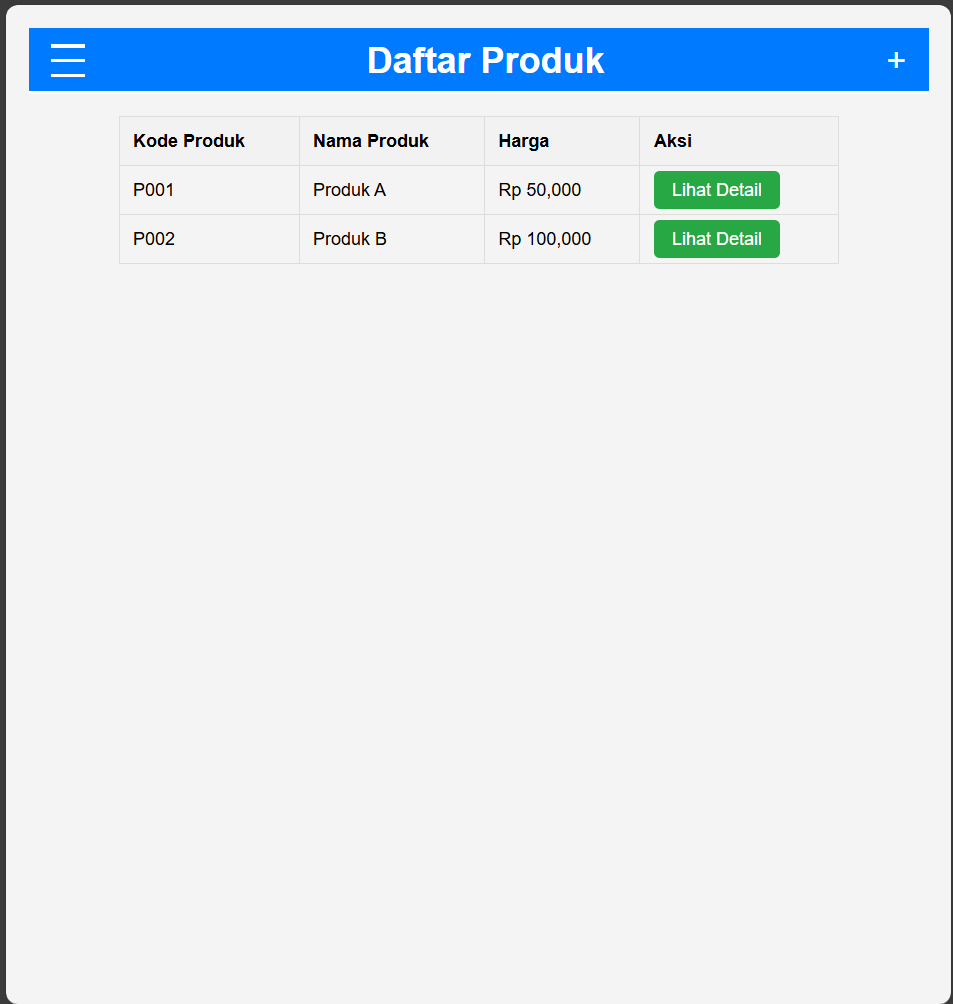 Daftar Produk +
Kode Produk Nama Produk Harga Aksi
P001 Produk A Rp 50,000 Lihat Detail
P002 Produk B Rp 100,000 Lihat Detail